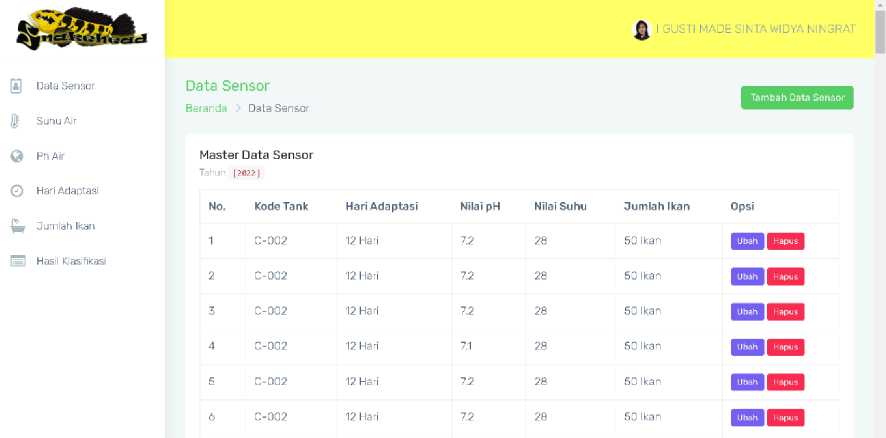 I GUSTI MADE SINTA WIDYA NINGRAT
Data Sensor
Sunu Air
Ph Air
Hari Adaptasi
Jumlah Ikan
Hasil Klasifikasi
Data Sensor
Beranda > Data Sensor
Tambah Data Sensor
Master Data Sensor
Tahun [2022]
No. Kode Tank Hari Adaptasi Nilai pH Nilai Suhu Jumlah Ikan Opsi
1 C-002 12 Hari 7.2 28 50 Ikan Ubah Hapus
2 C-002 12 Hari 7.2 28 50 Ikan Ubah Hapus
3 C-002 12 Hari 7.2 28 50 Ikan Ubah Hapus
4 C-002 12 Hari 7.1 28 50 Ikan Ubah Hapus
5 C-002 12 Hari 7.2 28 50 Ikan Ubah Hapus
6 C-002 12 Hari 7.2 28 50 Ikan Ubah Hapus